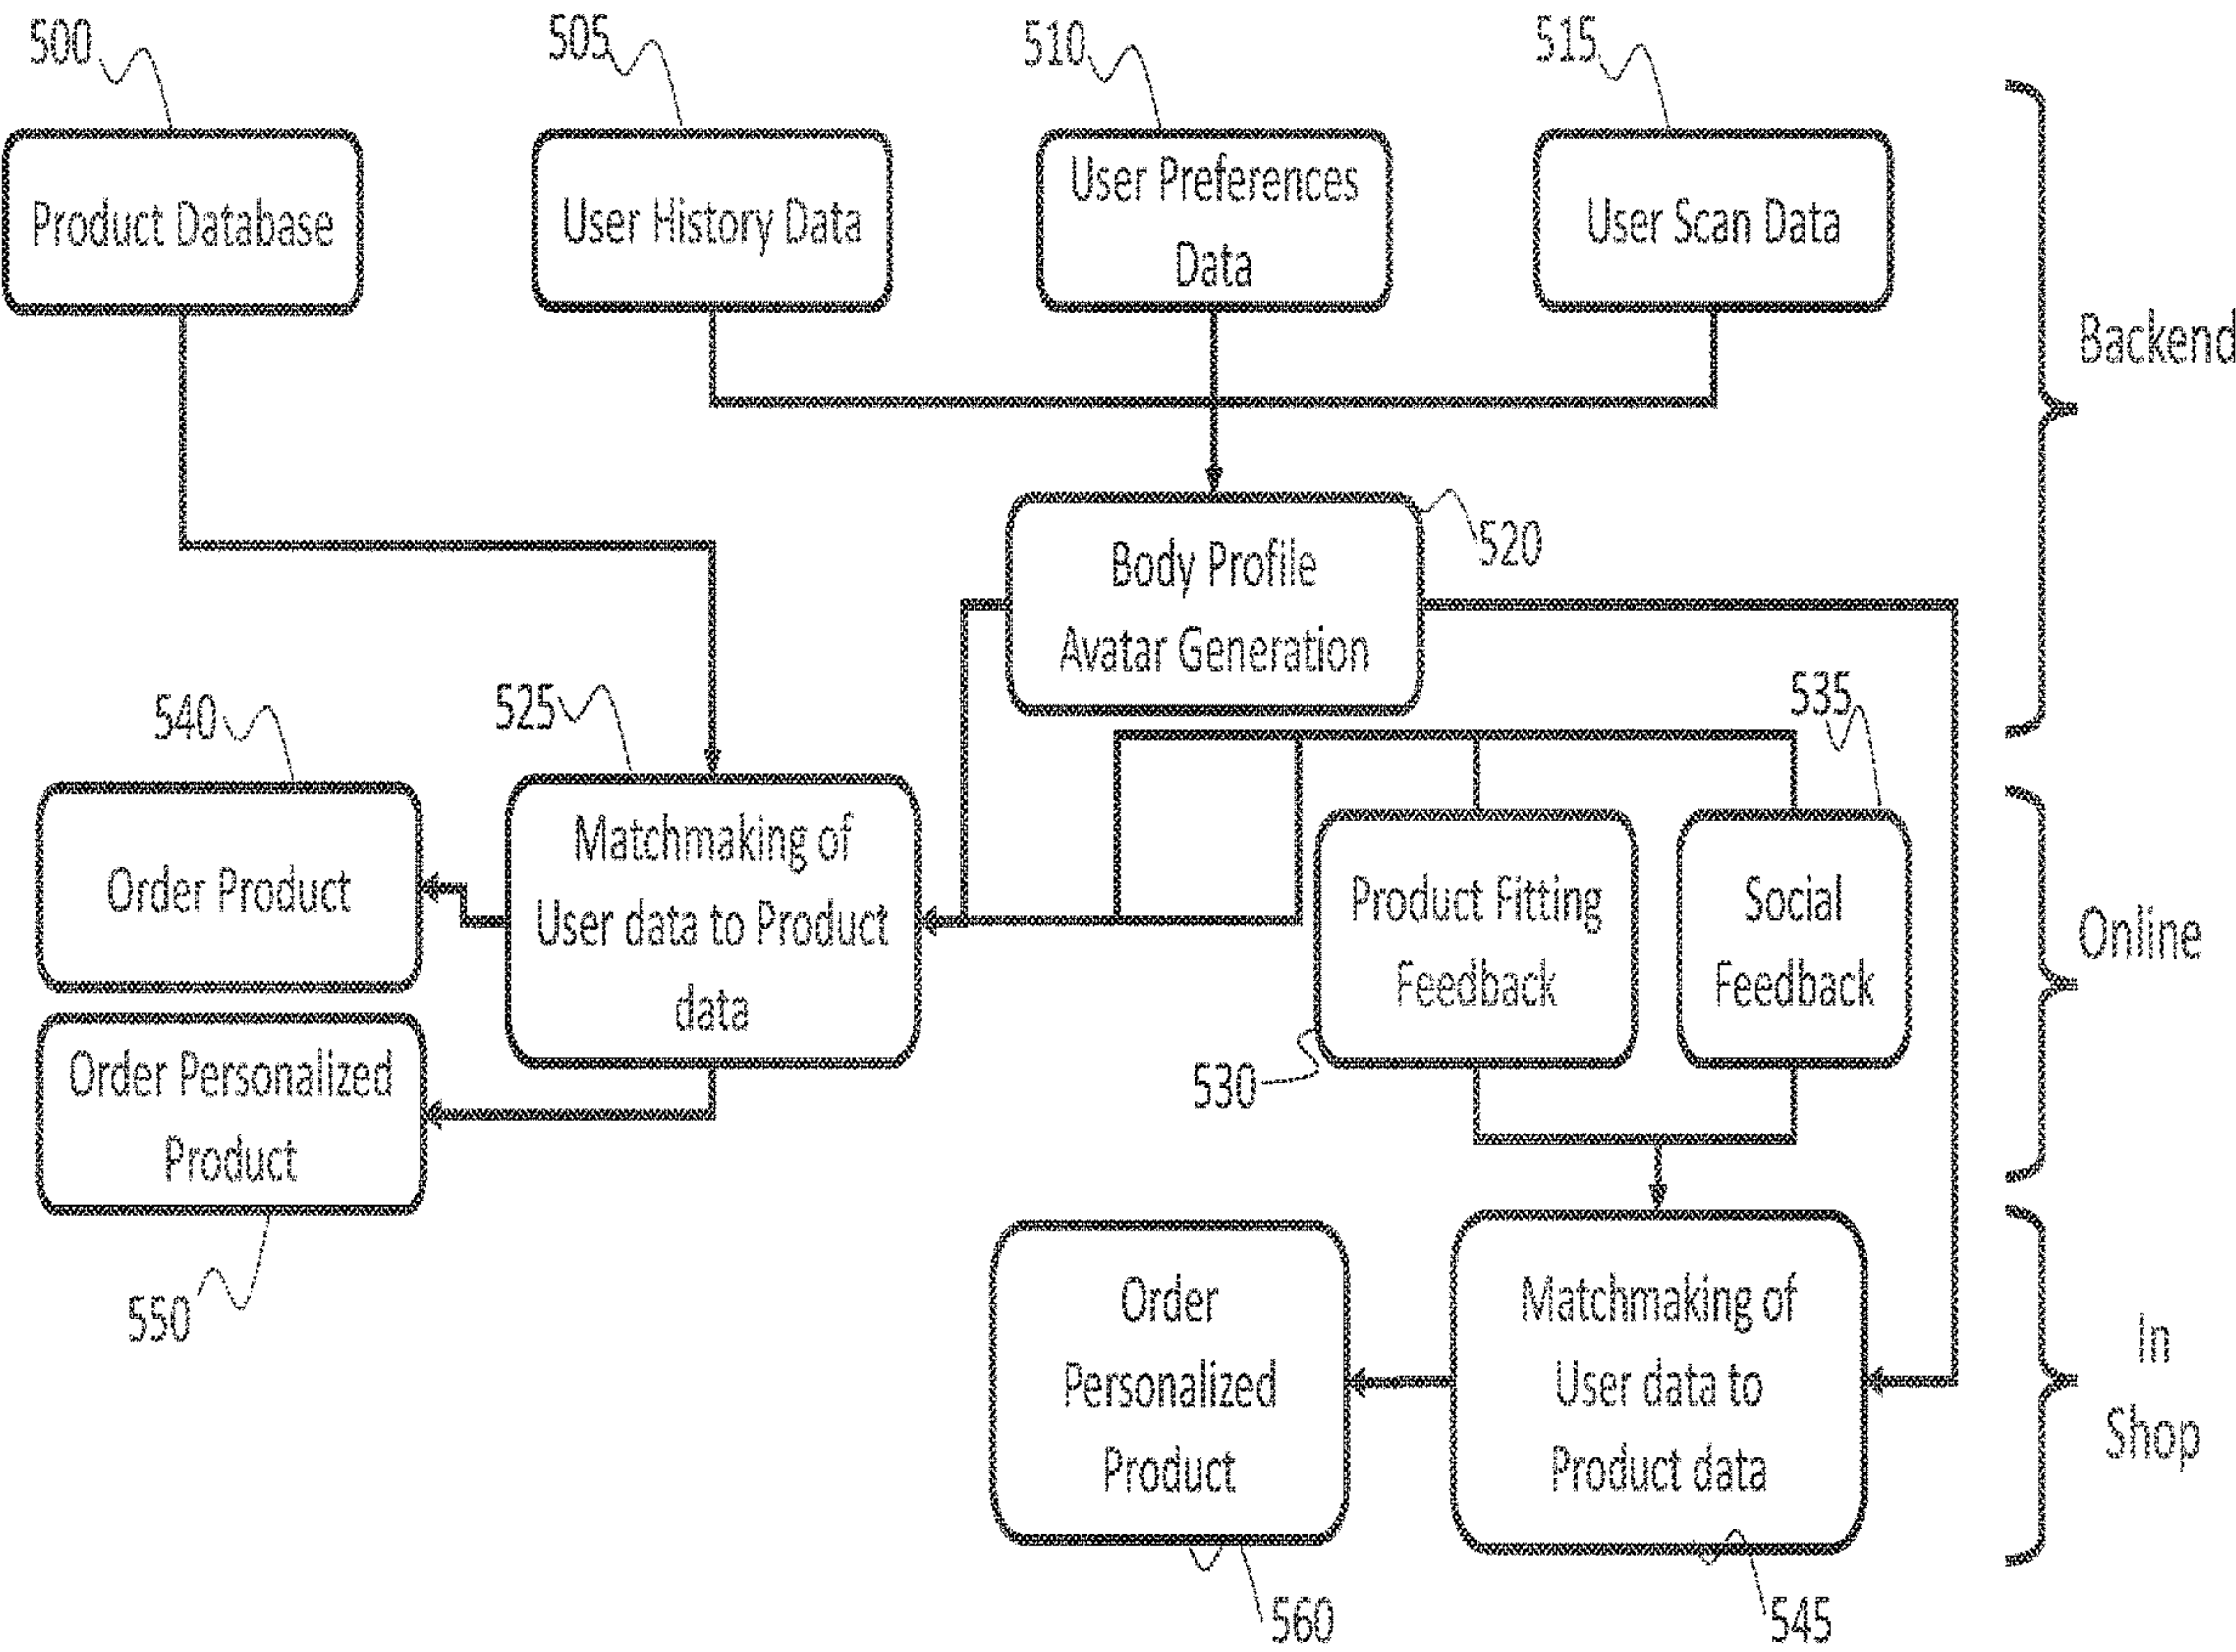 500
505
510
515
Product Database
User History Data
User Preferences
Data
User Scan Data
Backend
520
Body Profile
Avatar Generation
535
540
525
Order Product
Matchmaking of
User data to Product
data
Product Fitting
Feedback
Social
Feedback
Online
530
Order Personalized
Product
550
Order
Personalized
Product
Matchmaking of
User data to
Product data
In
Shop
560
545